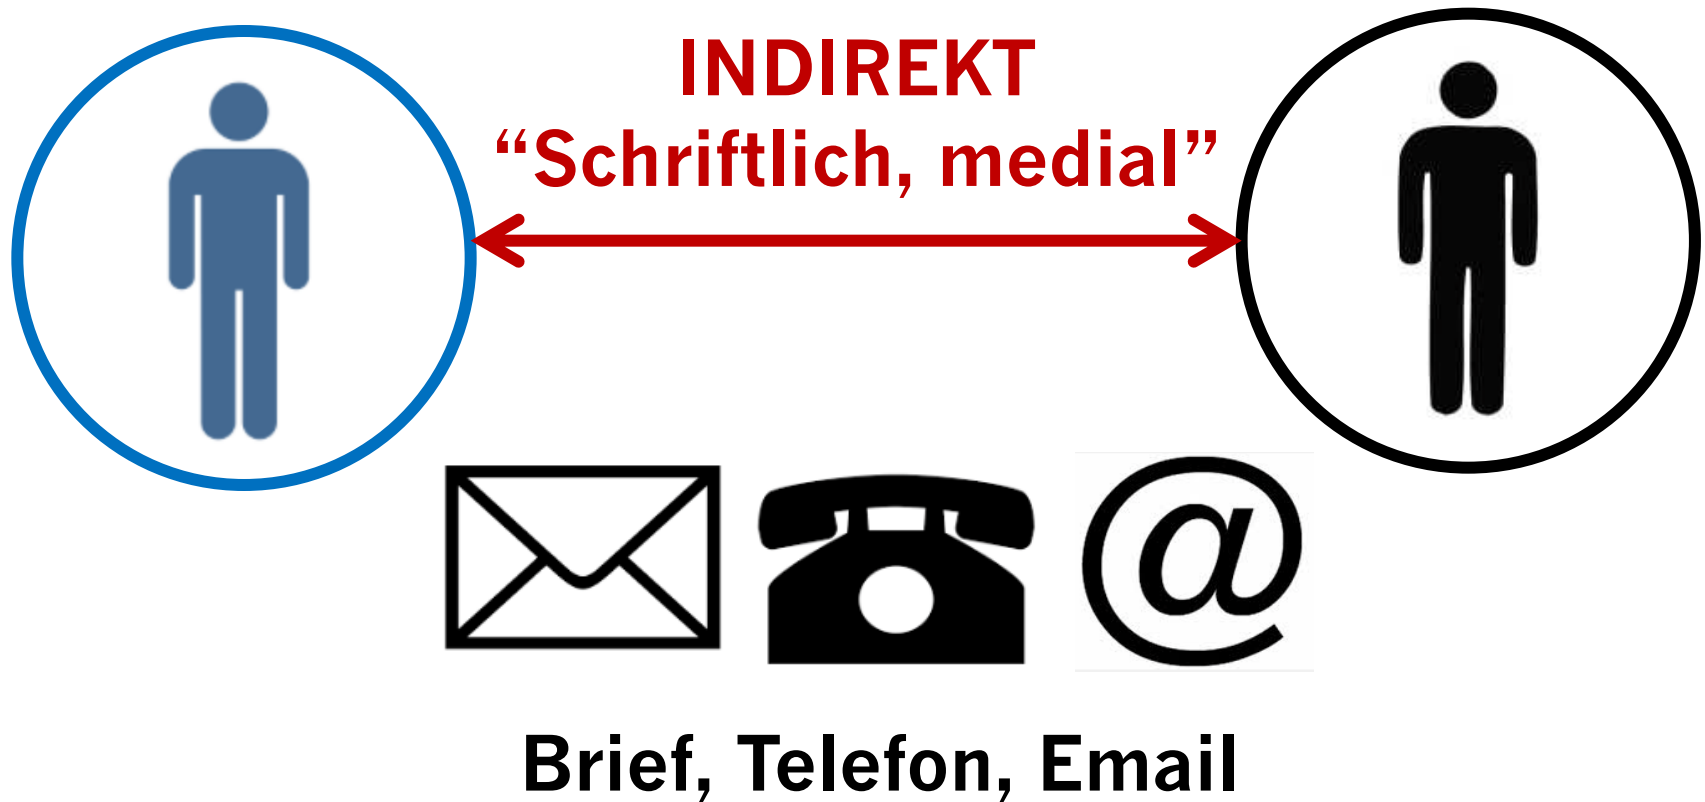 INDIREKT
“Schriftlich, medial”
@
Brief, Telefon, Email